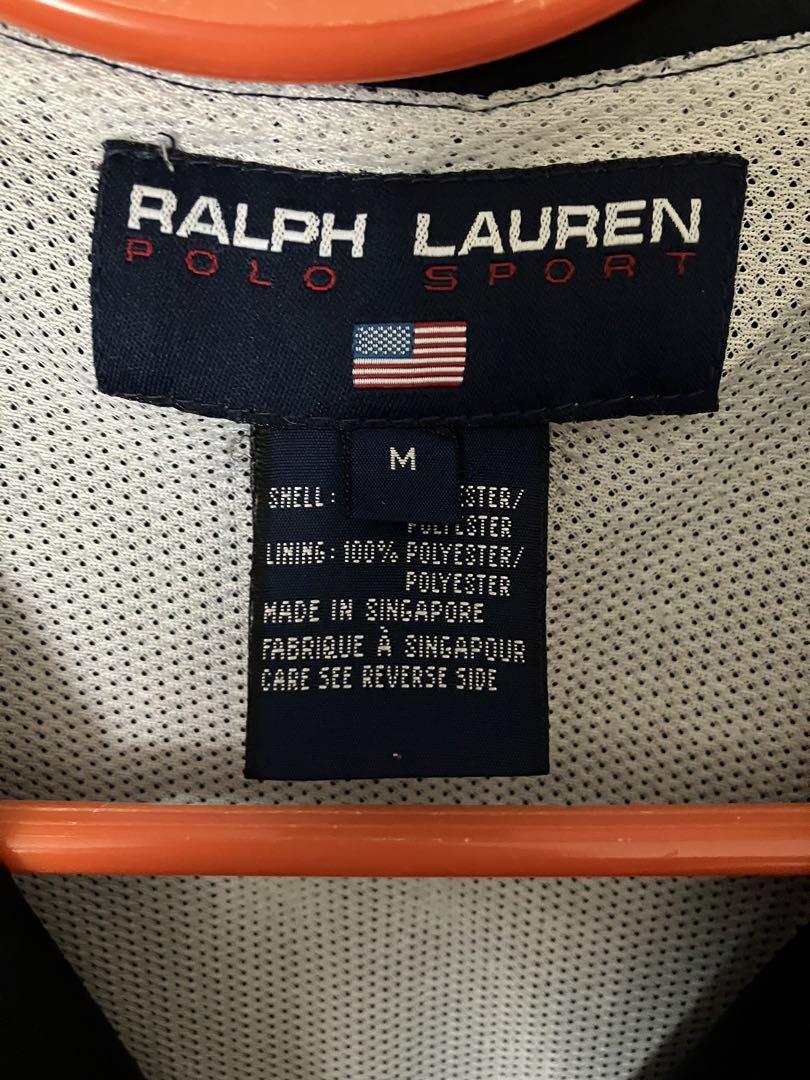 RALPH LAUREN
POLO SPORT
M
SHELL: ESTER/
POLYESTER
LINING: 100% POLYESTER/
POLYESTER
MADE IN SINGAPORE
FABRIQUE À SINGAPOUR
CARE SEE REVERSE SIDE